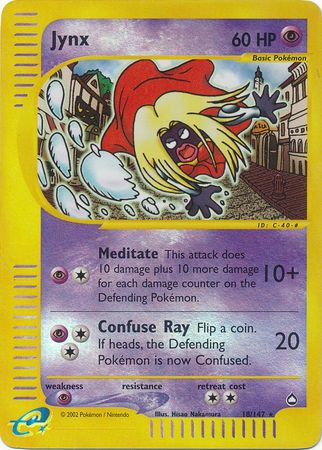 Jynx 60 HP
Basic Pokémon
ID: C-40-#
Meditate This attack does
10 damage plus 10 more damage
for each damage counter on the
Defending Pokémon.
10+
Confuse Ray Flip a coin.
If heads, the Defending
Pokémon is now Confused.
20
weakness resistance retreat cost
© 2002 Pokémon / Nintendo Illus. Hisao Nakamura 18/147 ★
e